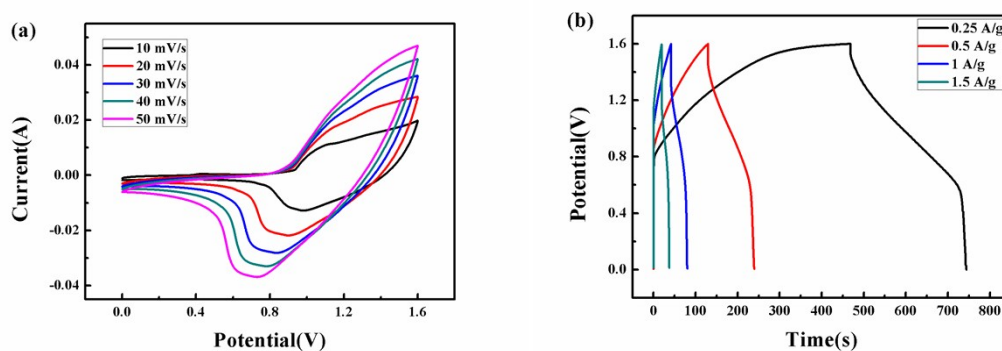 (a)
10 mV/s
20 mV/s
30 mV/s
40 mV/s
50 mV/s
0.04
0.02
0.00
-0.02
-0.04
Current(A)
0.0 0.4 0.8 1.2 1.6
Potential(V)
(b)
0.25 A/g
0.5 A/g
1 A/g
1.5 A/g
1.6
1.2
0.8
0.4
0.0
Potential(V)
0 100 200 300 400 500 600 700 800
Time(s)